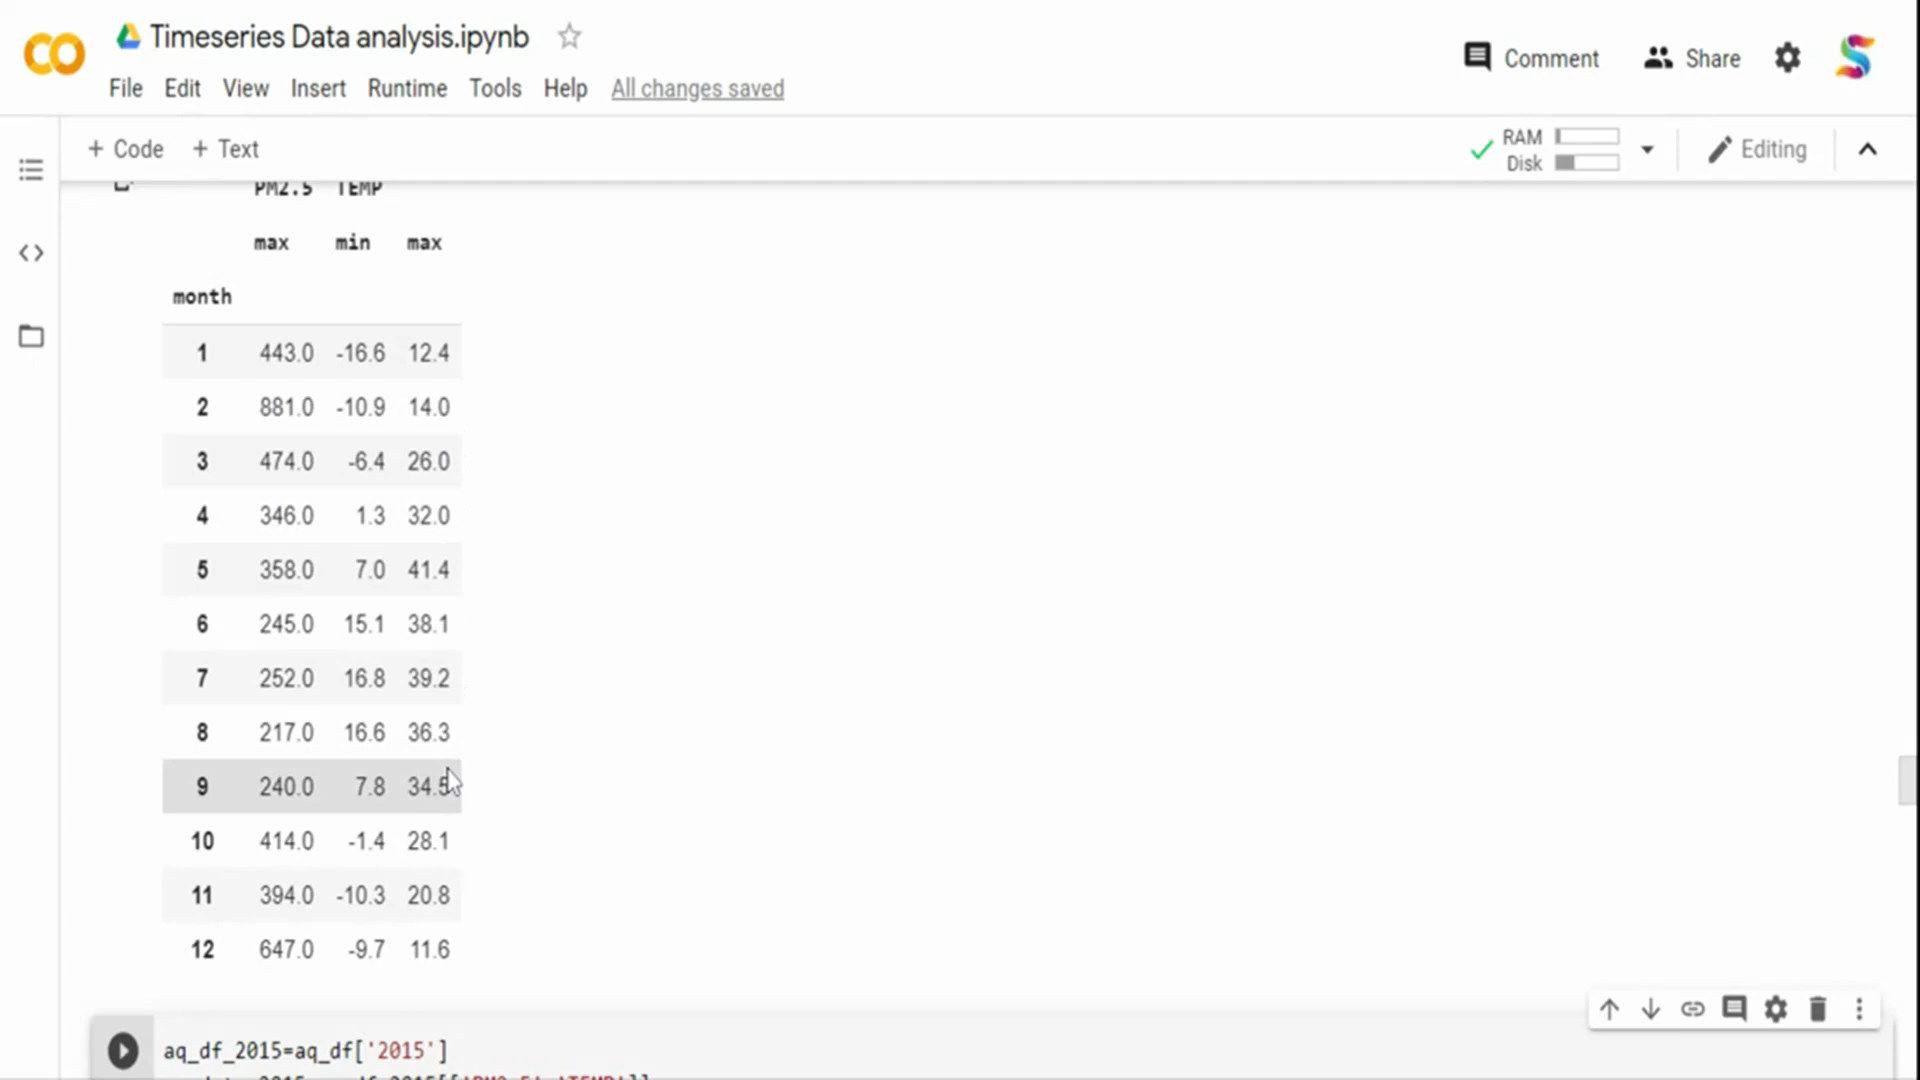 Timeseries Data analysis.ipynb
Comment
Share
File Edit View Insert Runtime Tools Help All changes saved
+ Code + Text
RAM
Disk
Editing
PM2.5 TEMP
max min max
month
1 443.0 -16.6 12.4
2 881.0 -10.9 14.0
3 474.0 -6.4 26.0
4 346.0 1.3 32.0
5 358.0 7.0 41.4
6 245.0 15.1 38.1
7 252.0 16.8 39.2
8 217.0 16.6 36.3
9 240.0 7.8 34.5
10 414.0 -1.4 28.1
11 394.0 -10.3 20.8
12 647.0 -9.7 11.6
aq_df_2015=aq_df['2015']